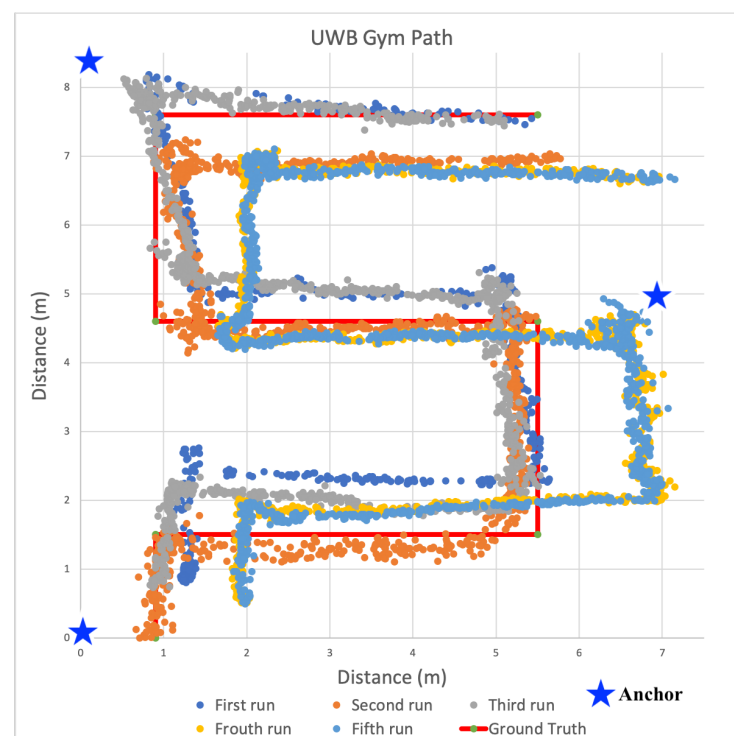 UWB Gym Path
8
7
6
5
4
3
2
1
0
Distance (m)
0 1 2 3 4 5 6 7
Distance (m)
First run Second run Third run Anchor
Frouth run Fifth run Ground Truth